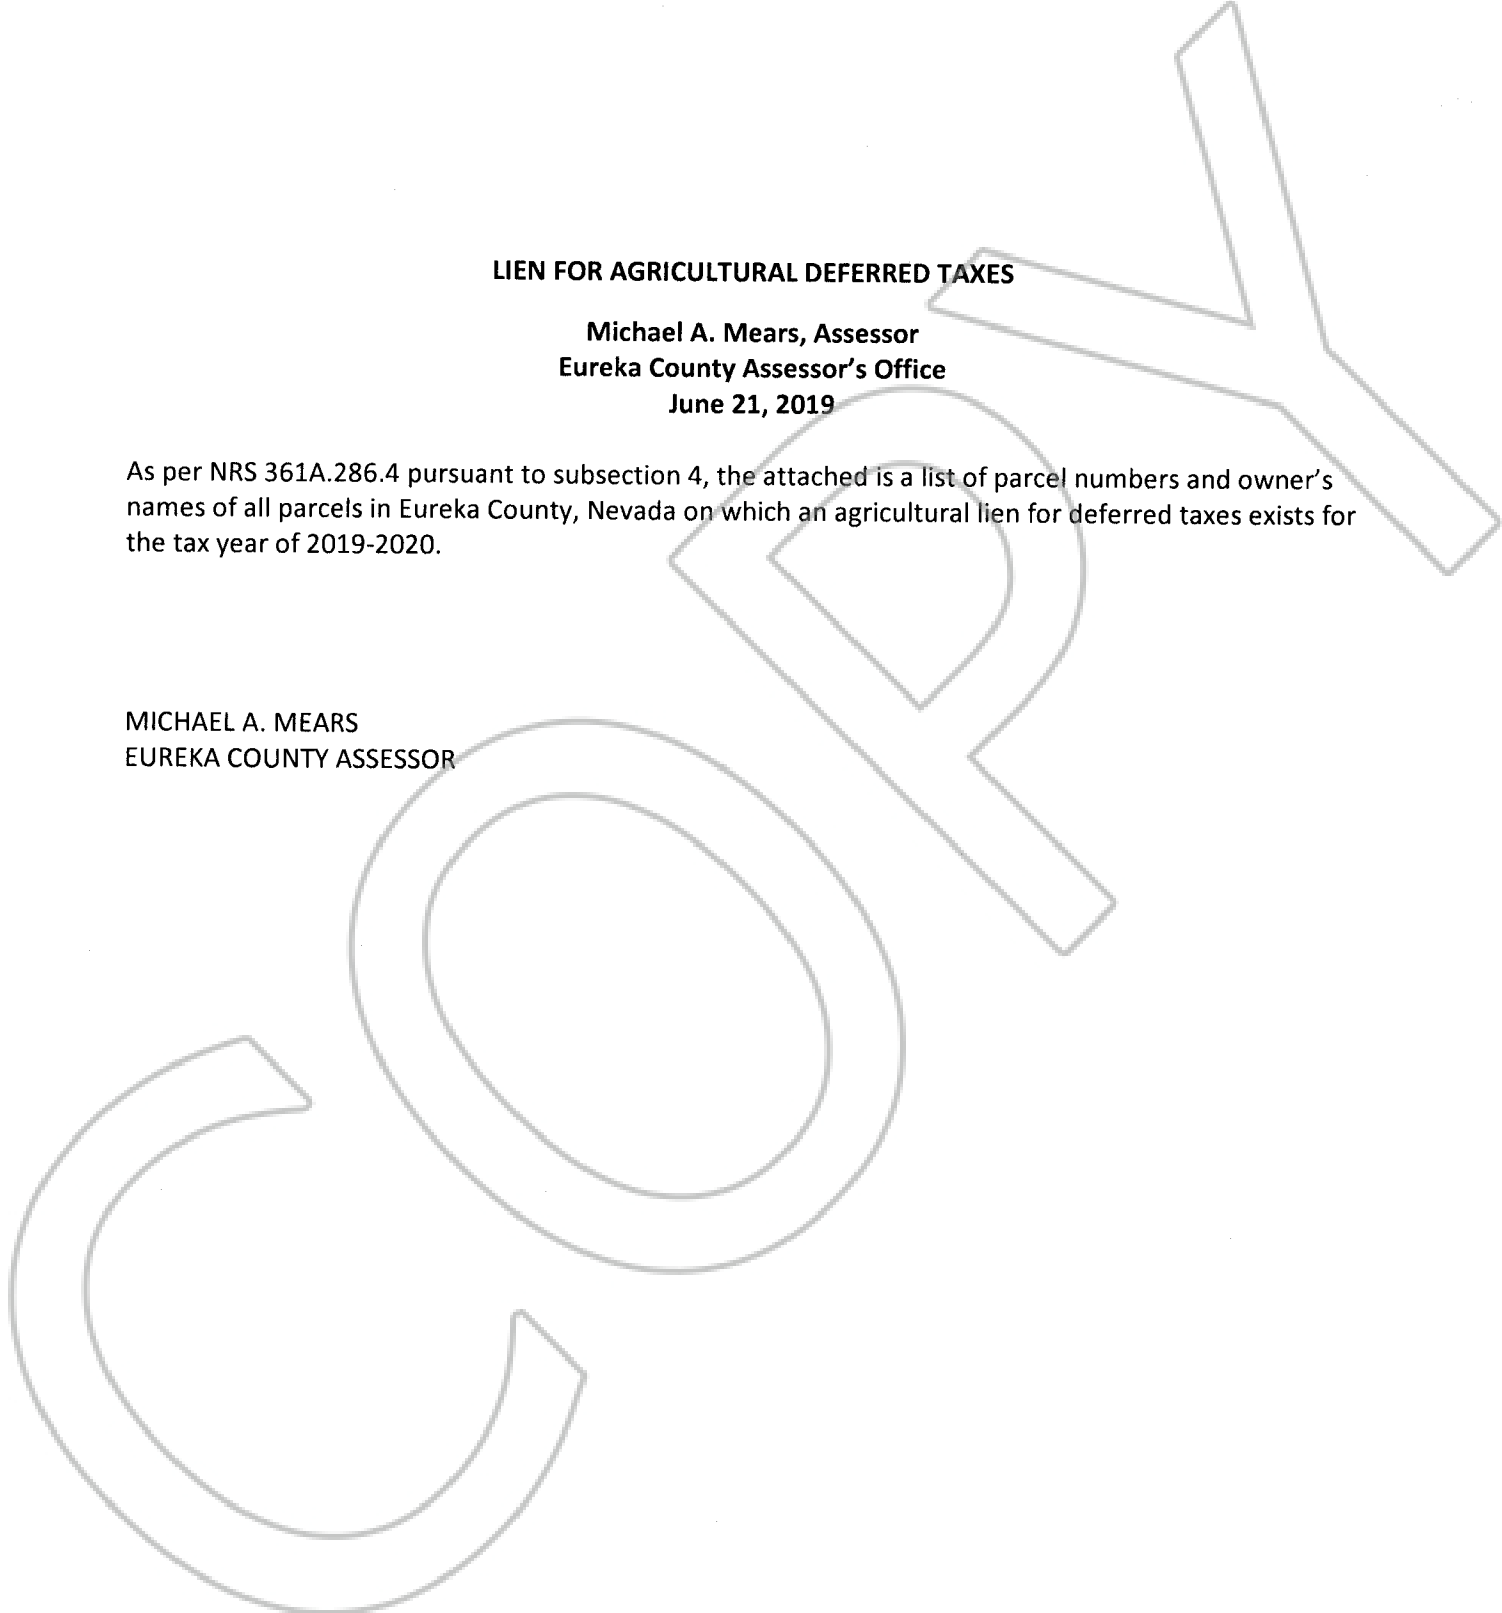 LIEN FOR AGRICULTURAL DEFERRED TAXES
Michael A. Mears, Assessor
Eureka County Assessor's Office
June 21, 2019
As per NRS 361A.286.4 pursuant to subsection 4, the attached is a list of parcel numbers and owner's
names of all parcels in Eureka County, Nevada on which an agricultural lien for deferred taxes exists for
the tax year of 2019-2020.
MICHAEL A. MEARS
EUREKA COUNTY ASSESSOR
COPY